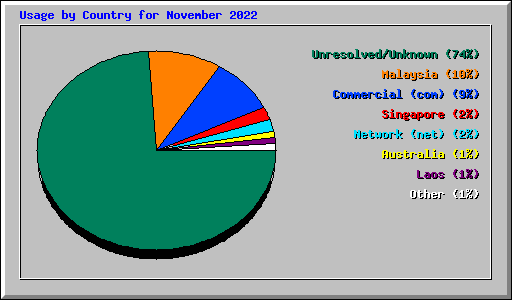 Usage by Country for November 2022
Unresolved/Unknown (74%)
Malaysia (10%)
Commercial (com) (9%)
Singapore (2%)
Network (net) (2%)
Australia (1%)
Laos (1%)
Other (1%)